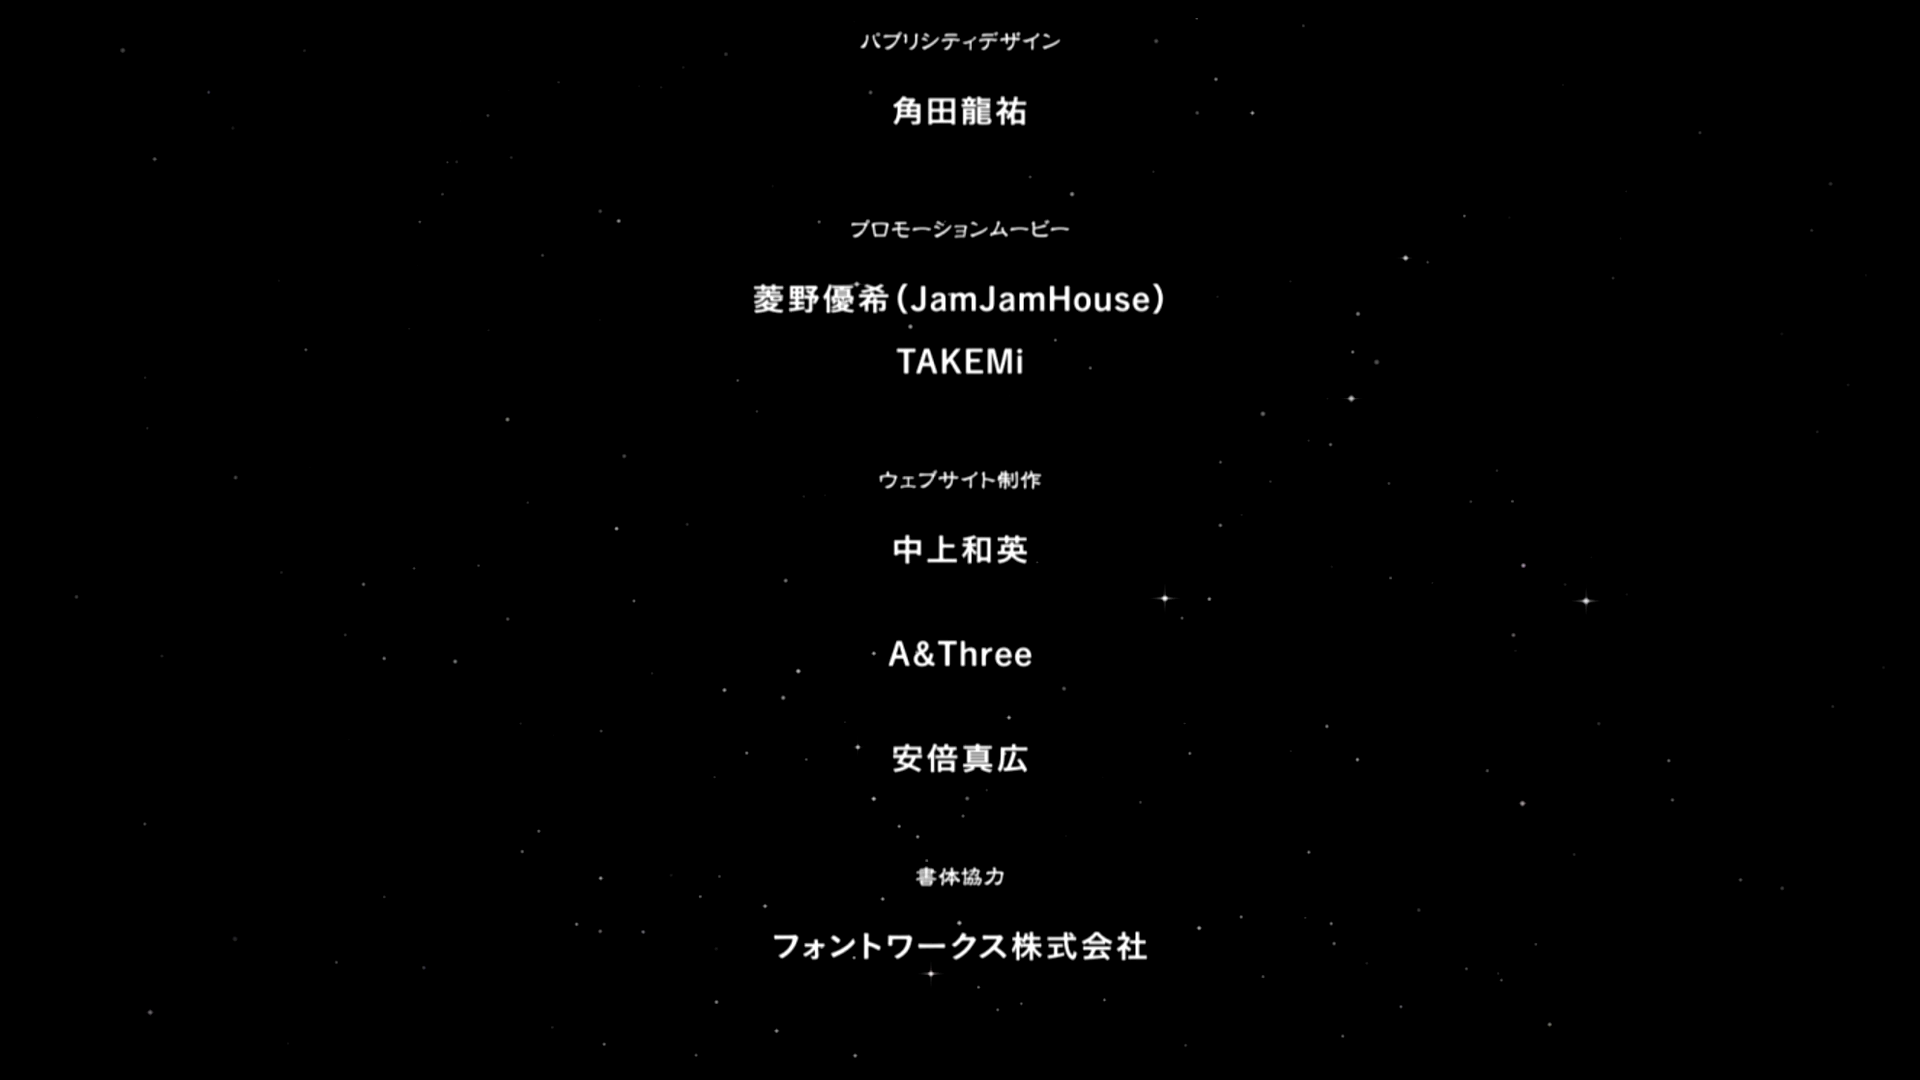 パブリシティデザイン
角田龍祐
プロモーションムービー
菱野優希(JamJamHouse)
TAKEMi
ウェブサイト制作
中上和英
A&Three
安倍真広
書体協力
フォントワークス株式会社